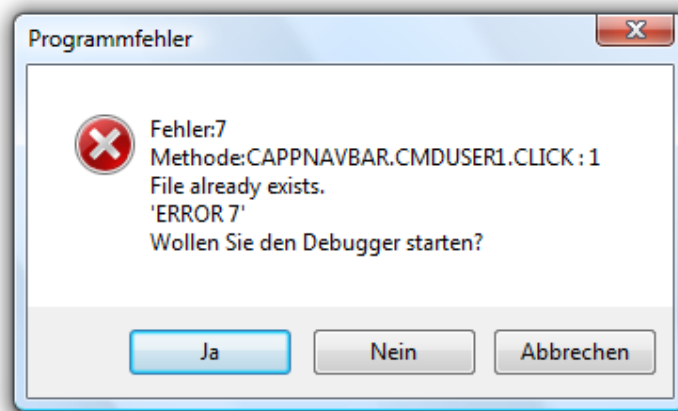 Programmfehler
Fehler:7
Methode:CAPPNAVBAR.CMDUSER1.CLICK : 1
File already exists.
'ERROR 7'
Wollen Sie den Debugger starten?
Ja
Nein
Abbrechen